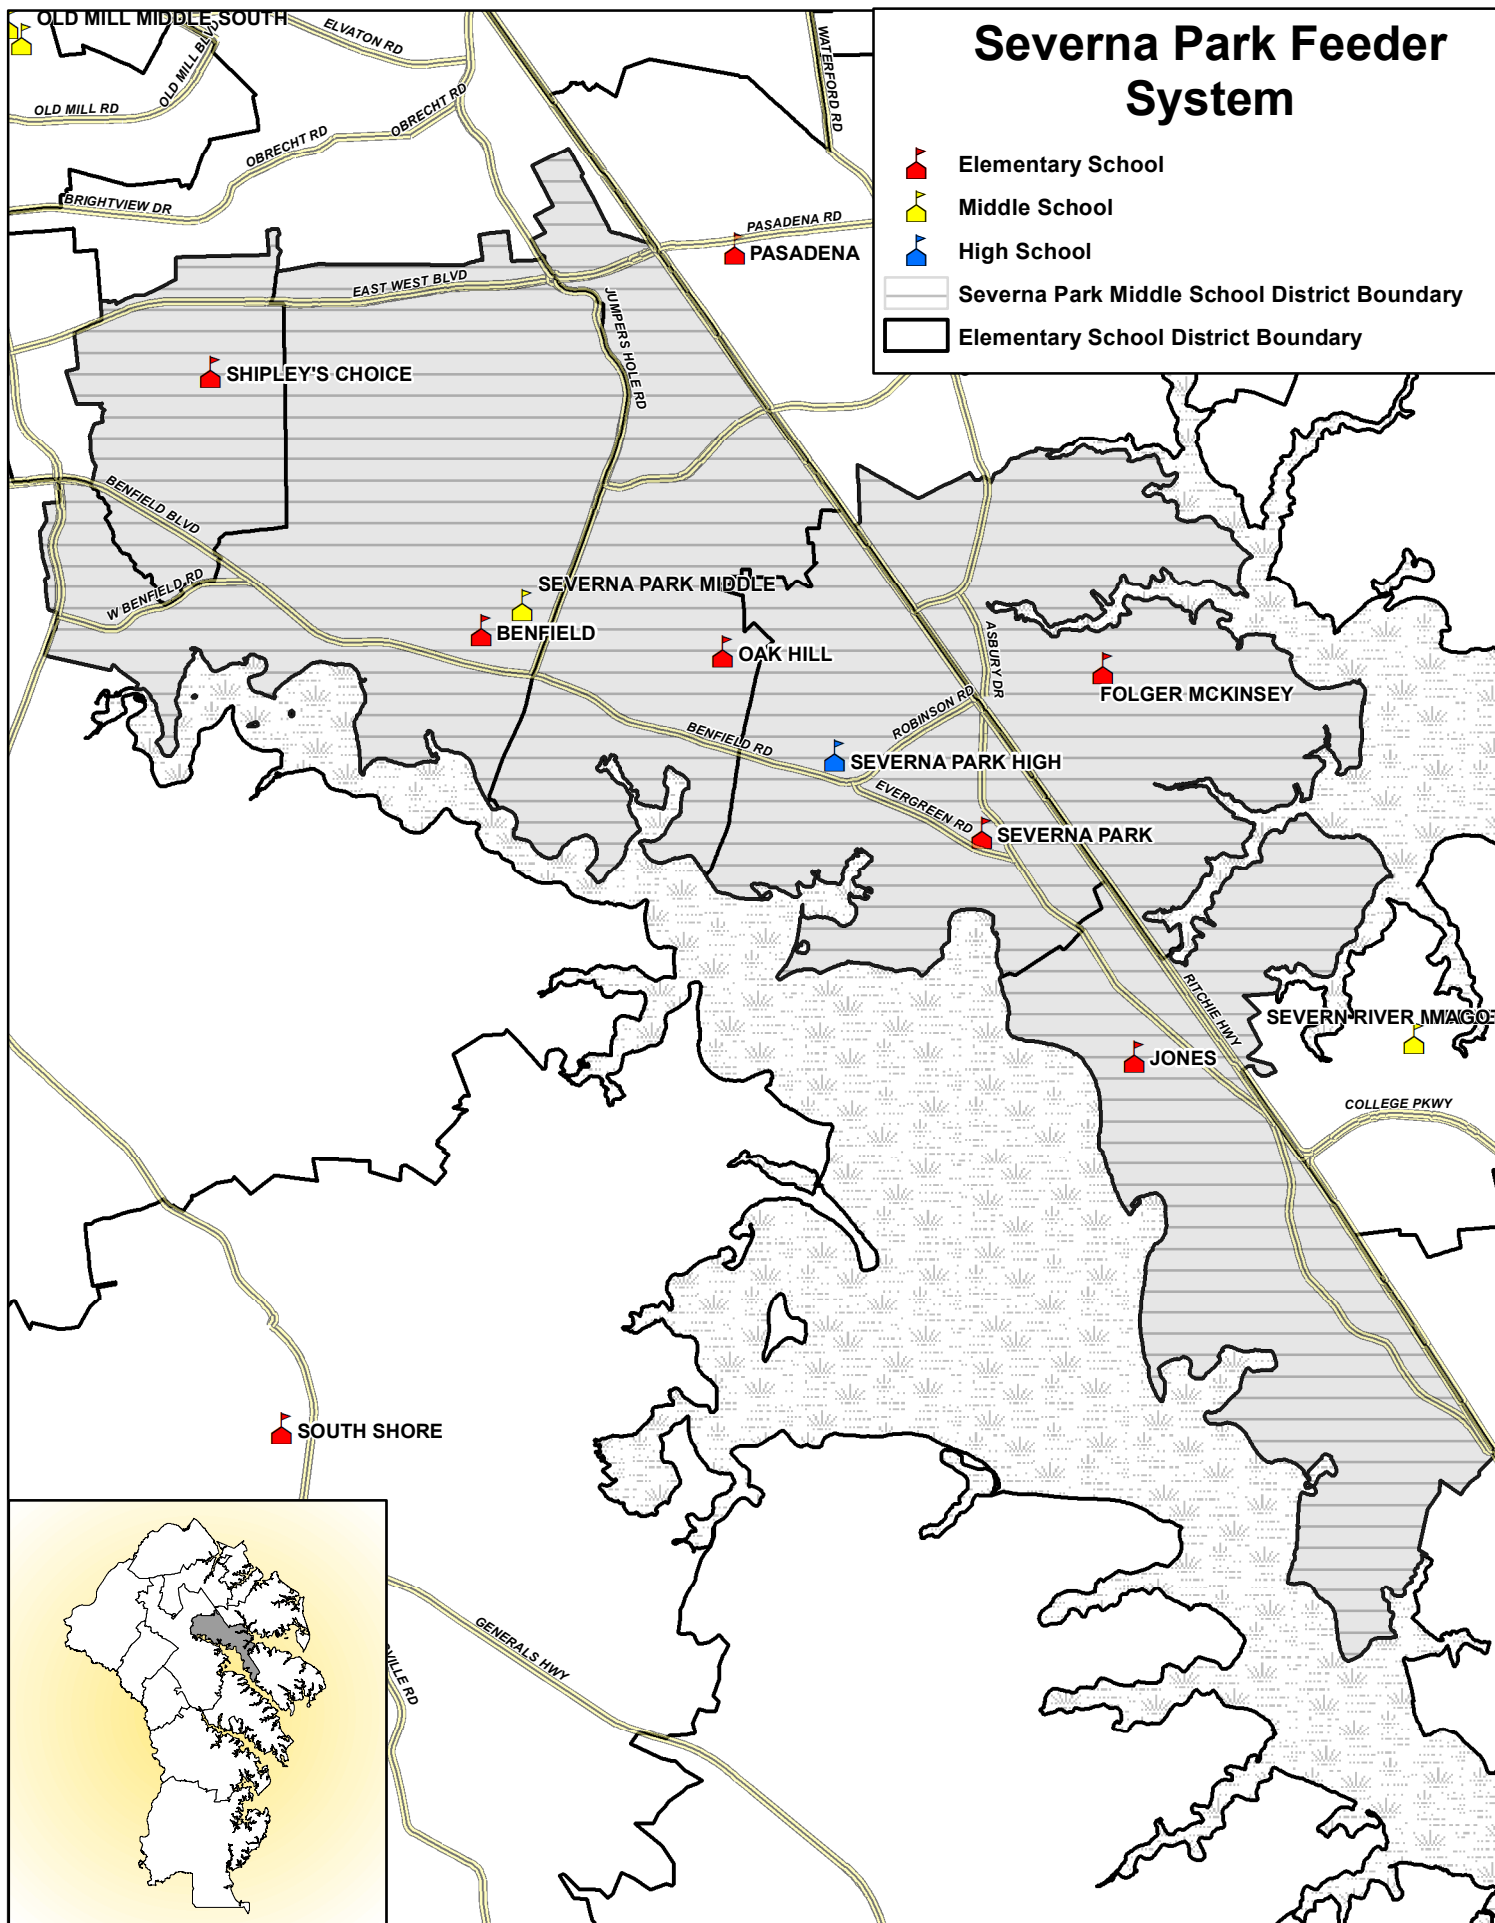 Severna Park Feeder
System
Elementary School
Middle School
High School
Severna Park Middle School District Boundary
Elementary School District Boundary
OLD MILL MIDDLE SOUTH
ELVATON RD
OLD MILL BLVD
WATERFORD RD
OLD MILL RD
OBRECHT RD
OBRECHT RD
BRIGHTVIEW DR
PASADENA RD
PASADENA
EAST WEST BLVD
JUMPERS HOLE RD
SHIPLEY'S CHOICE
BENFIELD BLVD
W BENFIELD RD
SEVERNA PARK MIDDLE
BENFIELD
OAK HILL
ASBURY DR
FOLGER MCKINSEY
ROBINSON RD
BENFIELD RD
SEVERNA PARK HIGH
EVERGREEN RD
SEVERNA PARK
RITCHIE HWY
SEVERN RIVER
JONES
COLLEGE PKWY
SOUTH SHORE
GENERALS HWY
VILLE RD